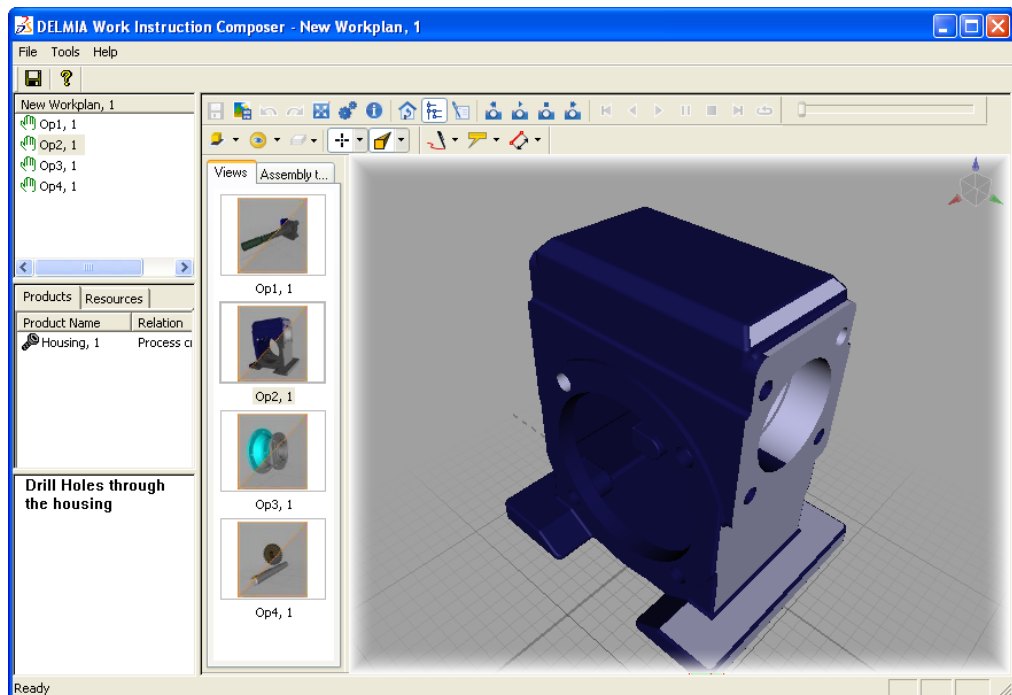 DELMIA Work Instruction Composer - New Workplan, 1
File Tools Help
New Workplan, 1
Op1, 1
Op2, 1
Op3, 1
Op4, 1
Products Resources
Product Name Relation
Housing, 1 Process
Drill Holes through
the housing
Views Assembly t...
Op1, 1
Op2, 1
Op3, 1
Op4, 1
Ready